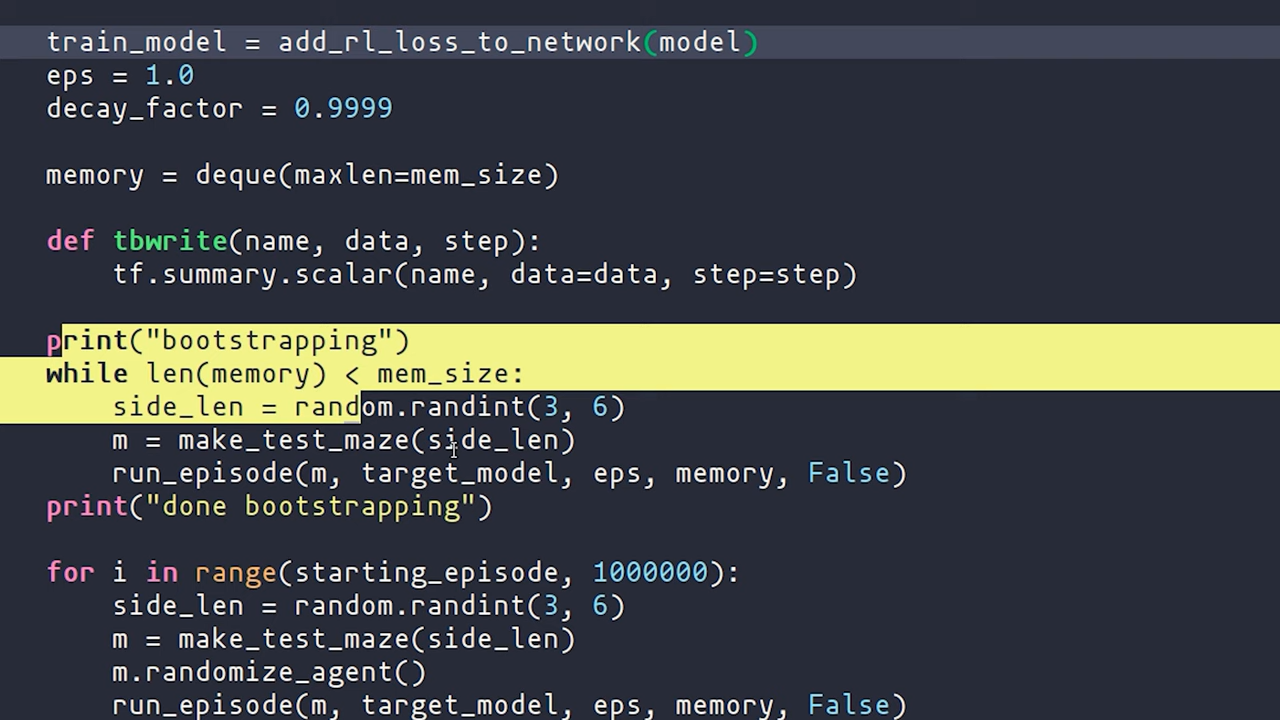 train_model = add_rl_loss_to_network(model)
eps = 1.0
decay_factor = 0.9999
memory = deque(maxlen=mem_size)
def tbwrite(name, data, step):
    tf.summary.scalar(name, data=data, step=step)
print("bootstrapping")
while len(memory) < mem_size:
    side_len = random.randint(3, 6)
    m = make_test_maze(side_len)
    run_episode(m, target_model, eps, memory, False)
print("done bootstrapping")
for i in range(starting_episode, 1000000):
    side_len = random.randint(3, 6)
    m = make_test_maze(side_len)
    m.randomize_agent()
    run_episode(m, target_model, eps, memory, False)